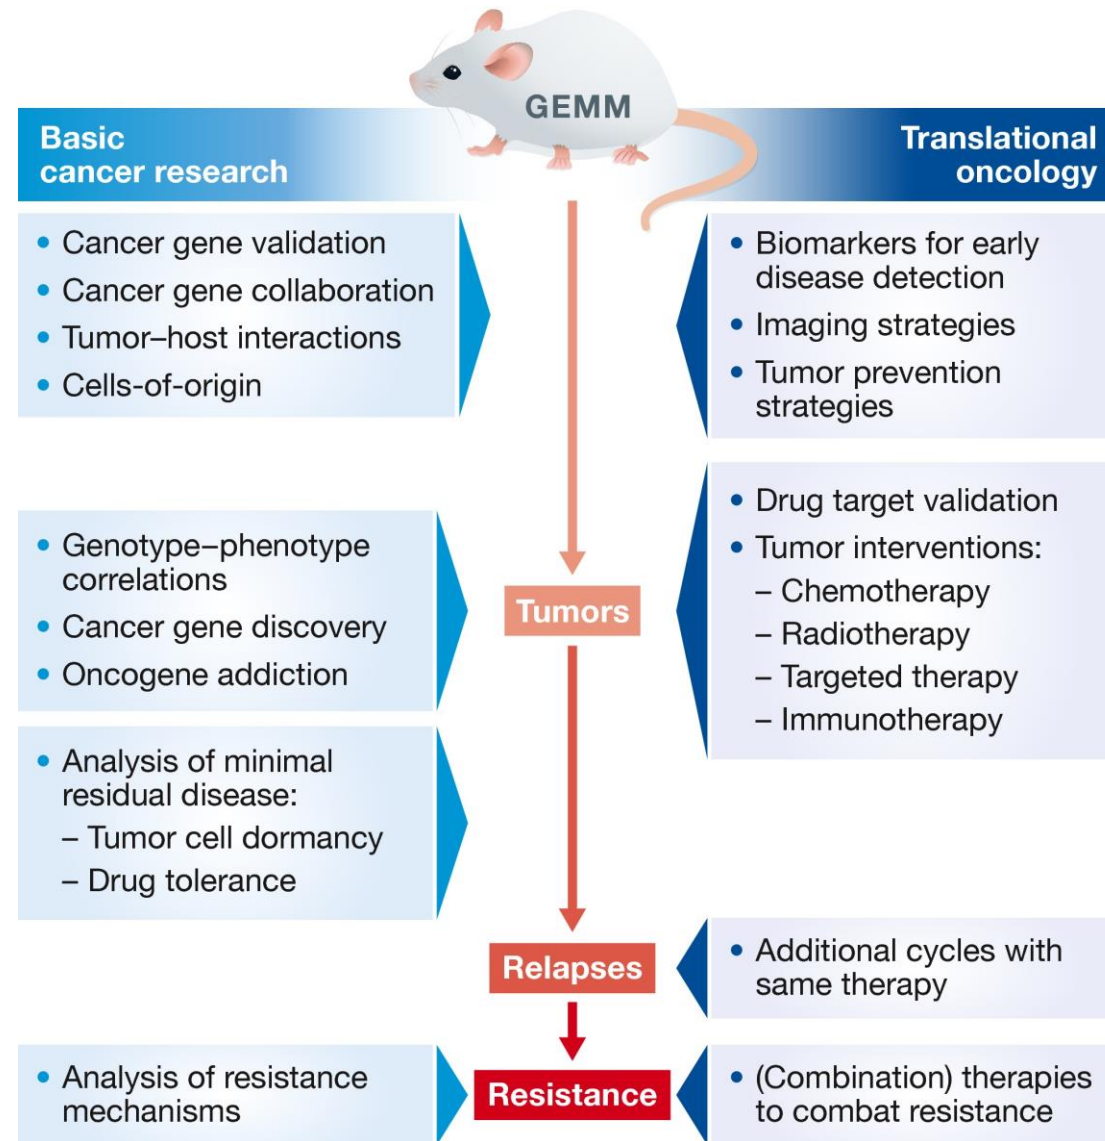 GEMM
Basic
cancer research
Translational
oncology
• Cancer gene validation
• Cancer gene collaboration
• Tumor–host interactions
• Cells-of-origin
• Biomarkers for early
disease detection
• Imaging strategies
• Tumor prevention
strategies
• Genotype–phenotype
correlations
• Cancer gene discovery
• Oncogene addiction
Tumors
• Drug target validation
• Tumor interventions:
– Chemotherapy
– Radiotherapy
– Targeted therapy
– Immunotherapy
• Analysis of minimal
residual disease:
– Tumor cell dormancy
– Drug tolerance
Relapses
• Additional cycles with
same therapy
• Analysis of resistance
mechanisms
Resistance
• (Combination) therapies
to combat resistance